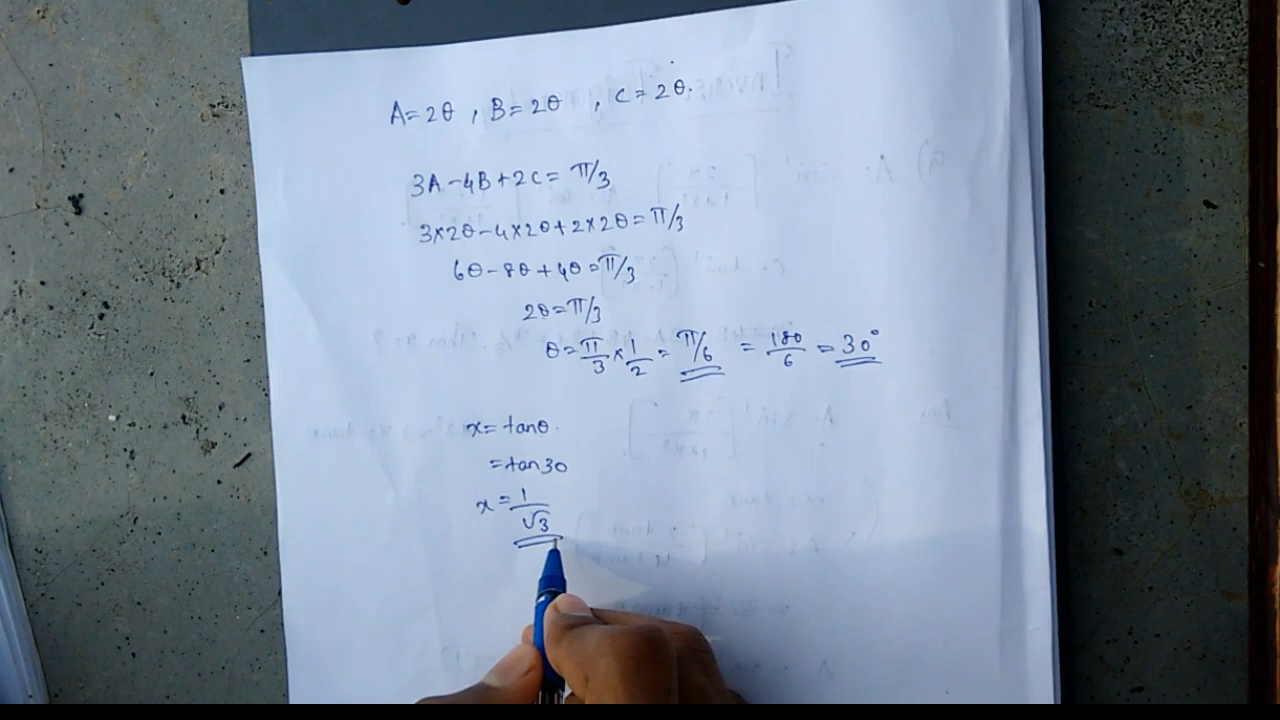 A=2θ , B=2θ , C=2θ.
3A-4B+2C=π/3
3×2θ-4×2θ+2×2θ=π/3
6θ-8θ+4θ=π/3
2θ=π/3
θ=π/3×1/2=π/6 =180/6=30°
x=tanθ.
=tan30
x=1/√3